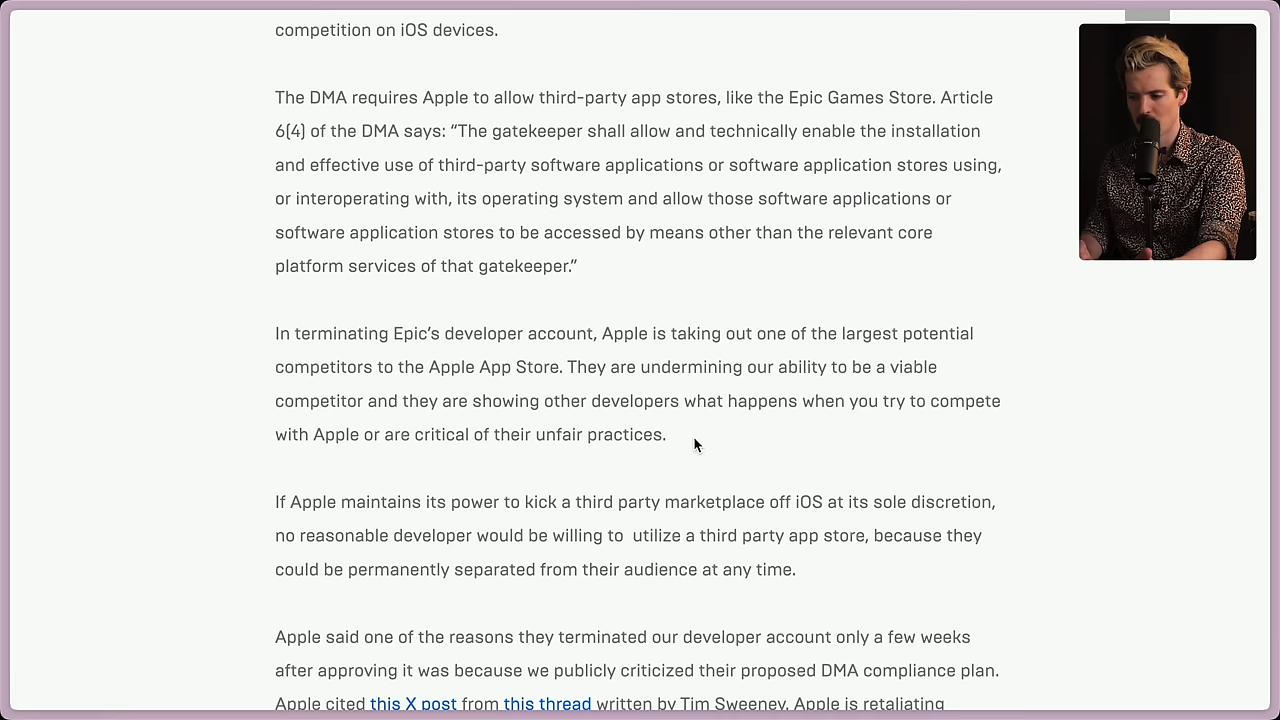 competition on iOS devices.
The DMA requires Apple to allow third-party app stores, like the Epic Games Store. Article
6(4) of the DMA says: “The gatekeeper shall allow and technically enable the installation
and effective use of third-party software applications or software application stores using,
or interoperating with, its operating system and allow those software applications or
software application stores to be accessed by means other than the relevant core
platform services of that gatekeeper.”
In terminating Epic’s developer account, Apple is taking out one of the largest potential
competitors to the Apple App Store. They are undermining our ability to be a viable
competitor and they are showing other developers what happens when you try to compete
with Apple or are critical of their unfair practices.
If Apple maintains its power to kick a third party marketplace off iOS at its sole discretion,
no reasonable developer would be willing to  utilize a third party app store, because they
could be permanently separated from their audience at any time.
Apple said one of the reasons they terminated our developer account only a few weeks
after approving it was because we publicly criticized their proposed DMA compliance plan.
Apple cited this X post from this thread written by Tim Sweeney. Apple is retaliating